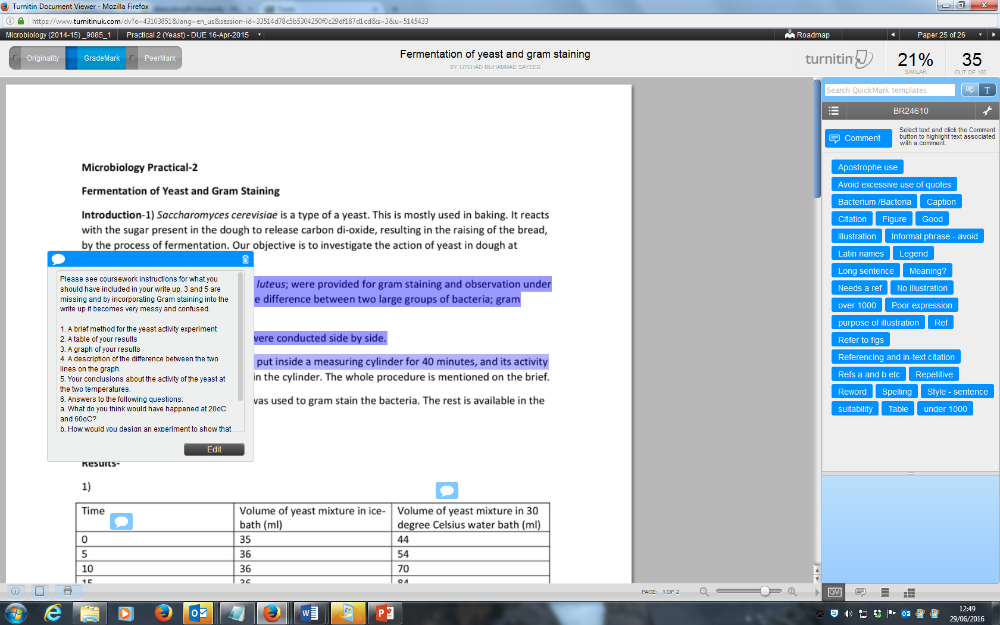 Turnitin Document Viewer - Mozilla Firefox
https://www.turnitinuk.com/dv?o=43103851&lang=en_us&session-id=33514d78c5b5304250f0c29df187d1cd&s=3&u=5145433
Microbiology (2014-15) _9085_1 Practical 2 (Yeast) - DUE 16-Apr-2015 Roadmap Paper 25 of 26
Originality GradeMark PeerMark
Fermentation of yeast and gram staining
BY IJTEHAD MUHAMMAD SAYEED
turnitin
21%
SIMILAR
35
OUT OF 100
Microbiology Practical-2
Fermentation of Yeast and Gram Staining
Introduction-1) Saccharomyces cerevisiae is a type of a yeast. This is mostly used in baking. It reacts
with the sugar present in the dough to release carbon di-oxide, resulting in the raising of the bread,
by the process of fermentation. Our objective is to investigate the action of yeast in dough at
luteus; were provided for gram staining and observation under
e difference between two large groups of bacteria; gram
were conducted side by side.
put inside a measuring cylinder for 40 minutes, and its activity
in the cylinder. The whole procedure is mentioned on the brief.
was used to gram stain the bacteria. The rest is available in the
Please see coursework instructions for what you
should have included in your write up. 3 and 5 are
missing and by incorporating Gram staining into the
write up it becomes very messy and confused.
1. A brief method for the yeast activity experiment
2. A table of your results
3. A graph of your results
4. A description of the difference between the two
lines on the graph.
5. Your conclusions about the activity of the yeast at
the two temperatures.
6. Answers to the following questions:
a. What do you think would have happened at 20oC
and 60oC?
b. How would you design an experiment to show that
Edit
Results-
1)
Time Volume of yeast mixture in ice-bath (ml) Volume of yeast mixture in 30 degree Celsius water bath (ml)
0 35 44
5 36 54
10 36 70
15 36 84
Search QuickMark templates
T
BR24610
Comment
Select text and click the Comment
button to highlight text associated
with a comment.
Apostrophe use
Avoid excessive use of quotes
Bacterium /Bacteria Caption
Citation Figure Good
Illustration Informal phrase - avoid
Latin names Legend
Long sentence Meaning?
Needs a ref No illustration
over 1000 Poor expression
purpose of illustration Ref
Refer to figs
Referencing and in-text citation
Refs a and b etc Repetitive
Reword Spelling Style - sentence
suitability Table under 1000
PAGE: 1 OF 2
QM
12:49
29/06/2016